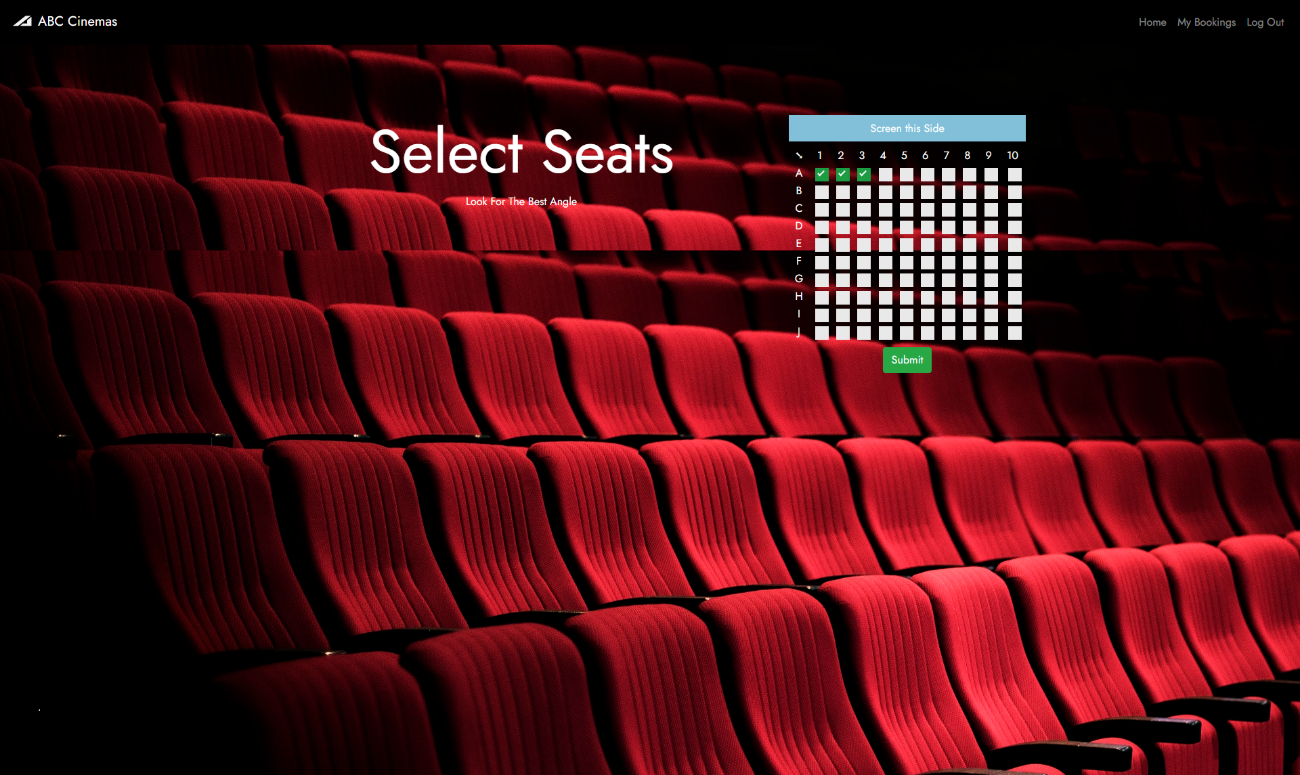 ABC Cinemas
Home My Bookings Log Out
Select Seats
Look For The Best Angle
Screen this Side
1 2 3 4 5 6 7 8 9 10
A
B
C
D
E
F
G
H
I
J
Submit